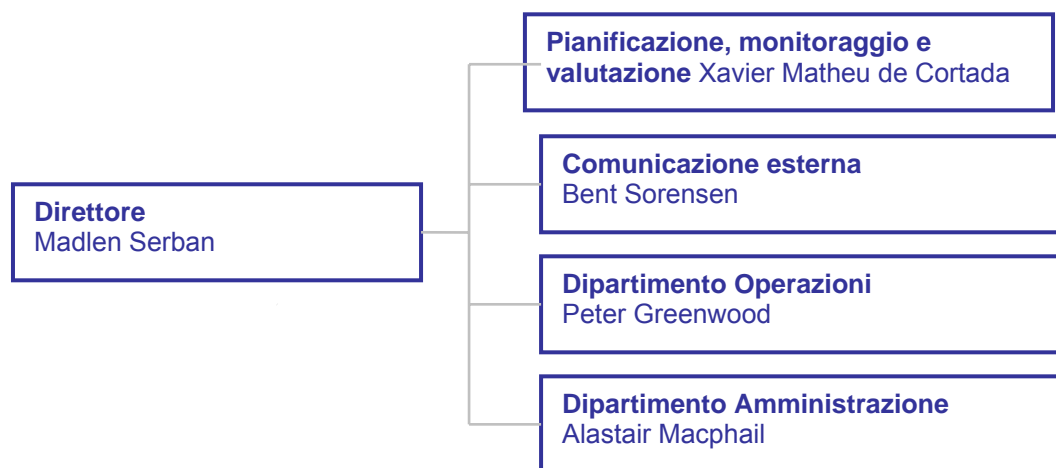 Pianificazione, monitoraggio e
valutazione Xavier Matheu de Cortada
Comunicazione esterna
Bent Sorensen
Direttore
Madlen Serban
Dipartimento Operazioni
Peter Greenwood
Dipartimento Amministrazione
Alastair Macphail